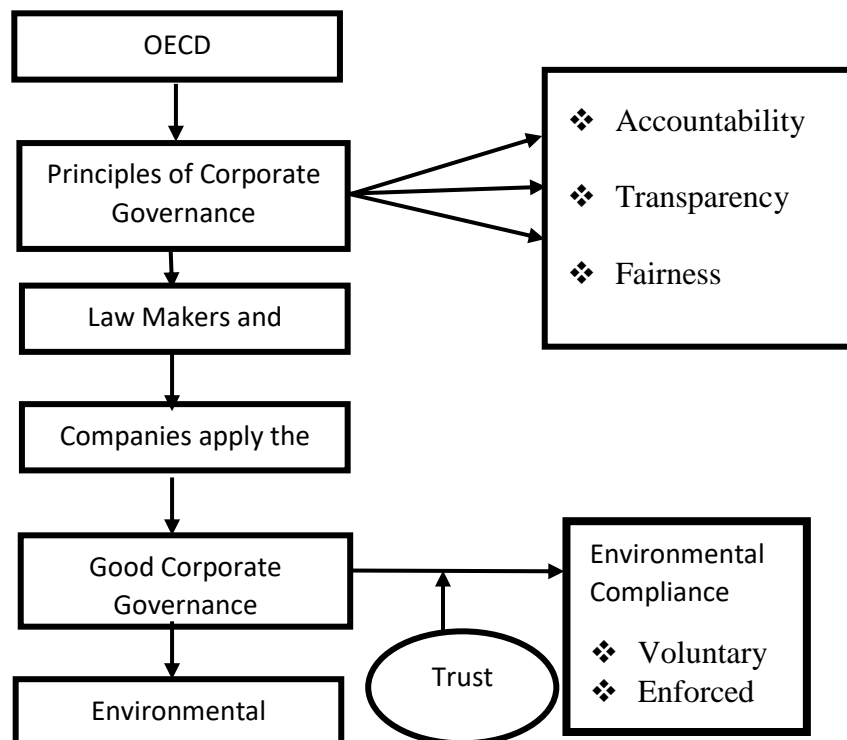 OECD
Principles of Corporate
Governance
❖ Accountability
❖ Transparency
❖ Fairness
Law Makers and
Companies apply the
Good Corporate
Governance
Environmental
Compliance
❖ Voluntary
❖ Enforced
Trust
Environmental